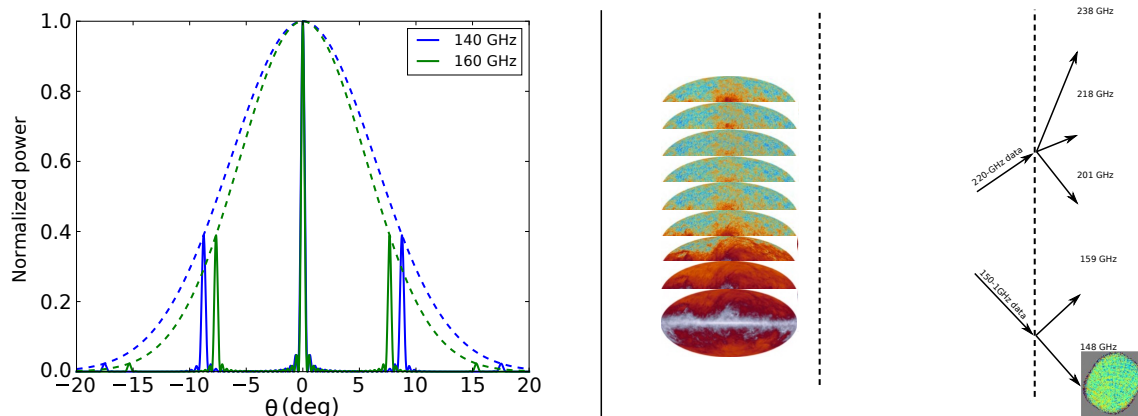 1.0
0.8
0.6
0.4
0.2
0.0
−20 −15 −10 −5 0 5 10 15 20
Normalized power
θ (deg)
140 GHz
160 GHz
238 GHz
218 GHz
220-GHz data
201 GHz
159 GHz
150-1GHz data
148 GHz